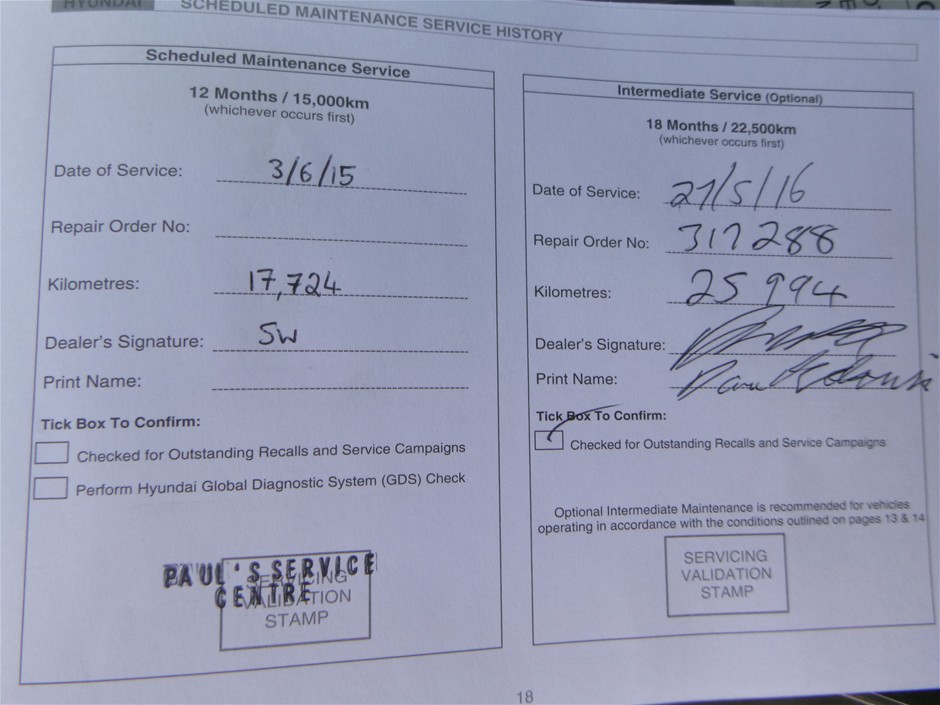 HYUNDAI
SCHEDULED MAINTENANCE SERVICE HISTORY
Scheduled Maintenance Service
12 Months / 15,000km
(whichever occurs first)
Date of Service: 3/6/15
Repair Order No:
Kilometres: 17,724
Dealer's Signature: SW
Print Name:
Tick Box To Confirm:
Checked for Outstanding Recalls and Service Campaigns
Perform Hyundai Global Diagnostic System (GDS) Check
PAUL'S SERVICE
CENTRE
SERVICING
VALIDATION
STAMP
Intermediate Service (Optional)
18 Months / 22,500km
(whichever occurs first)
Date of Service: 27/5/16
Repair Order No: 317288
Kilometres: 25 994
Dealer's Signature:
Print Name:
Tick Box To Confirm:
Checked for Outstanding Recalls and Service Campaigns
Optional Intermediate Maintenance is recommended for vehicles
operating in accordance with the conditions outlined on pages 13 & 14
SERVICING
VALIDATION
STAMP
18